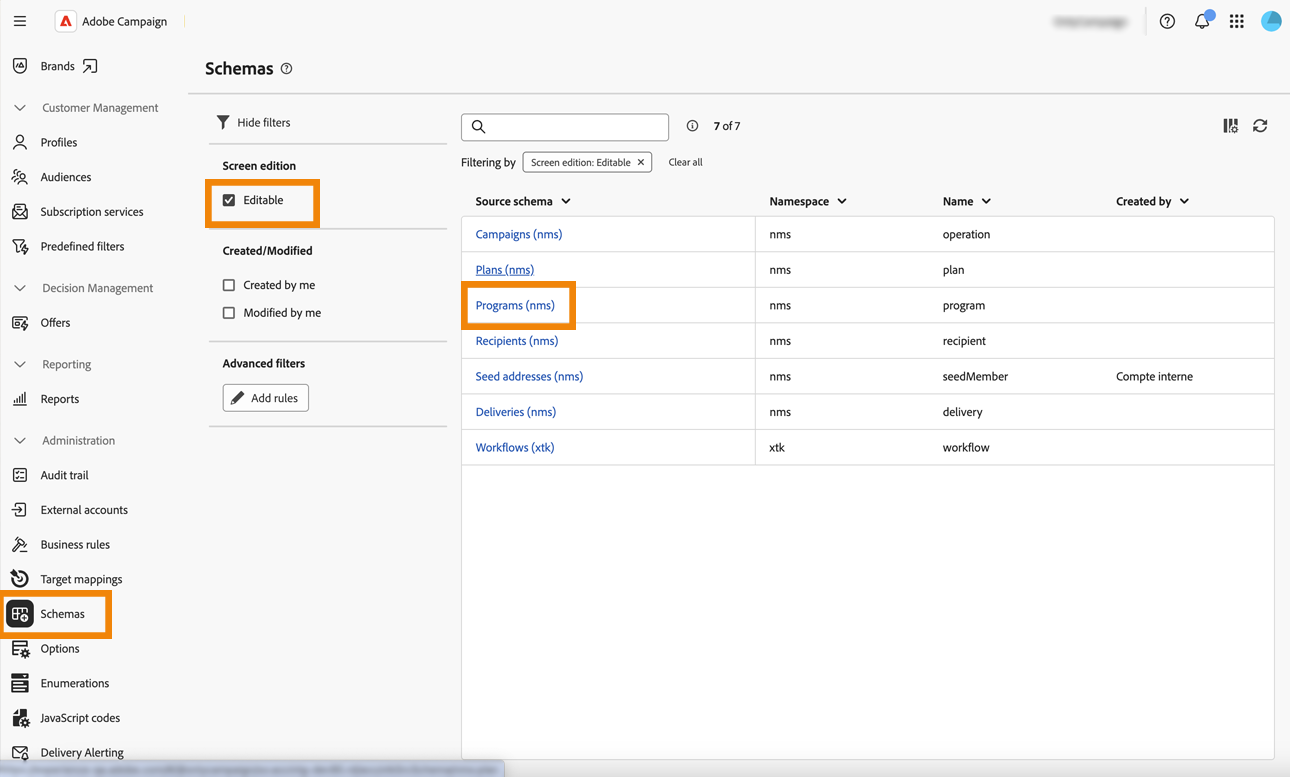 Adobe Campaign
Brands
Customer Management
Profiles
Audiences
Subscription services
Predefined filters
Decision Management
Offers
Reporting
Reports
Administration
Audit trail
External accounts
Business rules
Target mappings
Schemas
Options
Enumerations
JavaScript codes
Delivery Alerting
Schemas
Hide filters
Screen edition
Editable
Created/Modified
Created by me
Modified by me
Advanced filters
Add rules
7 of 7
Filtering by Screen edition: Editable Clear all
Source schema Namespace Name Created by
Campaigns (nms) nms operation
Plans (nms) nms plan
Programs (nms) nms program
Recipients (nms) nms recipient
Seed addresses (nms) nms seedMember Compte interne
Deliveries (nms) nms delivery
Workflows (xtk) xtk workflow